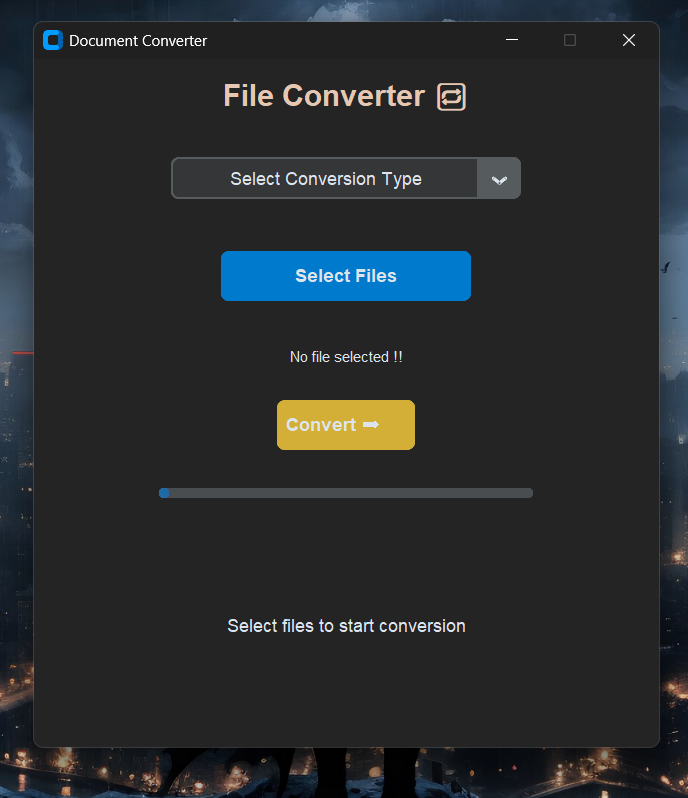 Document Converter
File Converter 🔁
Select Conversion Type
Select Files
No file selected !!
Convert ➡
Select files to start conversion